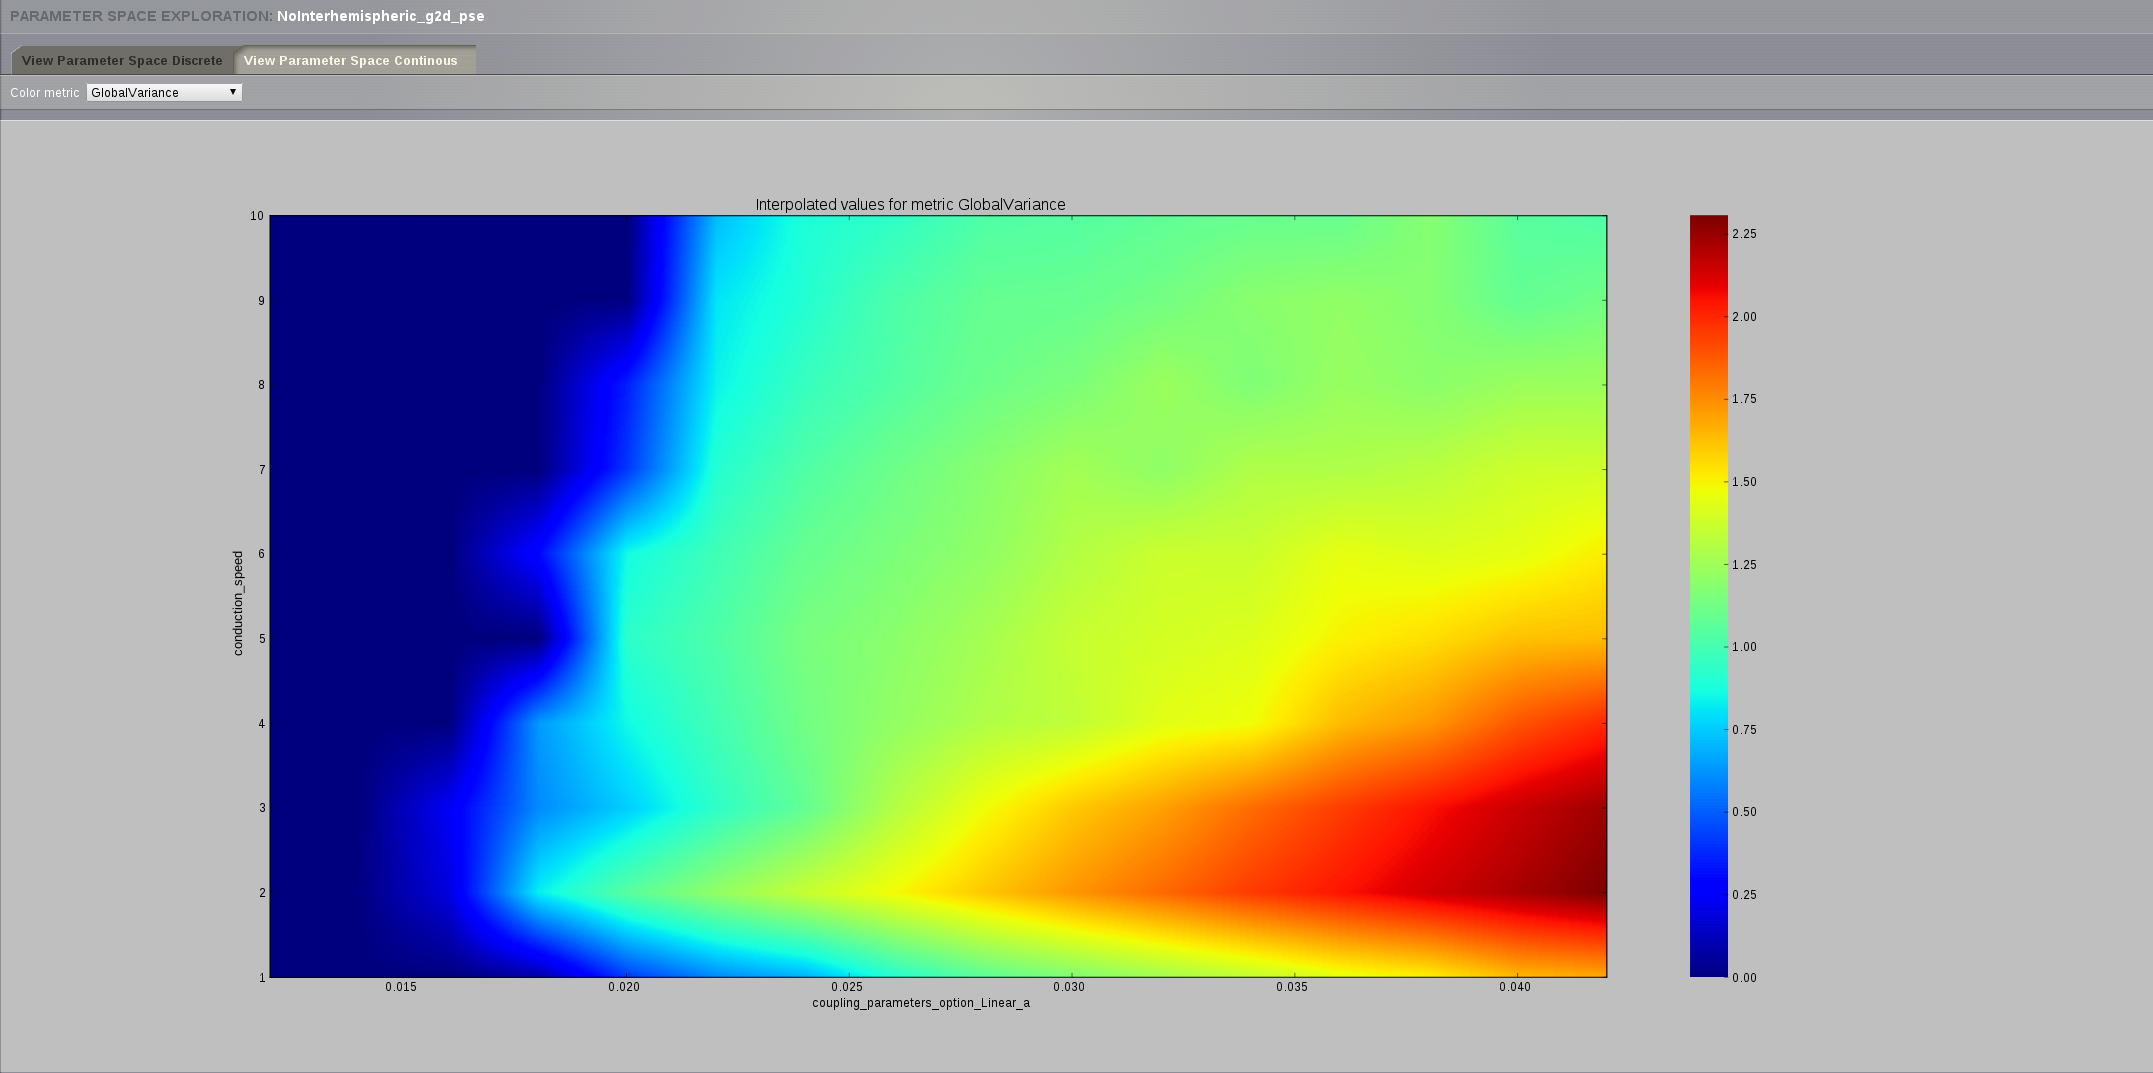 PARAMETER SPACE EXPLORATION: NoInterhemispheric_g2d_pse
View Parameter Space Discrete View Parameter Space Continous
Color metric GlobalVariance
Interpolated values for metric GlobalVariance
10
9
8
7
6
5
4
3
2
1
conduction_speed
0.015 0.020 0.025 0.030 0.035 0.040
coupling_parameters_option_Linear_a
2.25
2.00
1.75
1.50
1.25
1.00
0.75
0.50
0.25
0.00